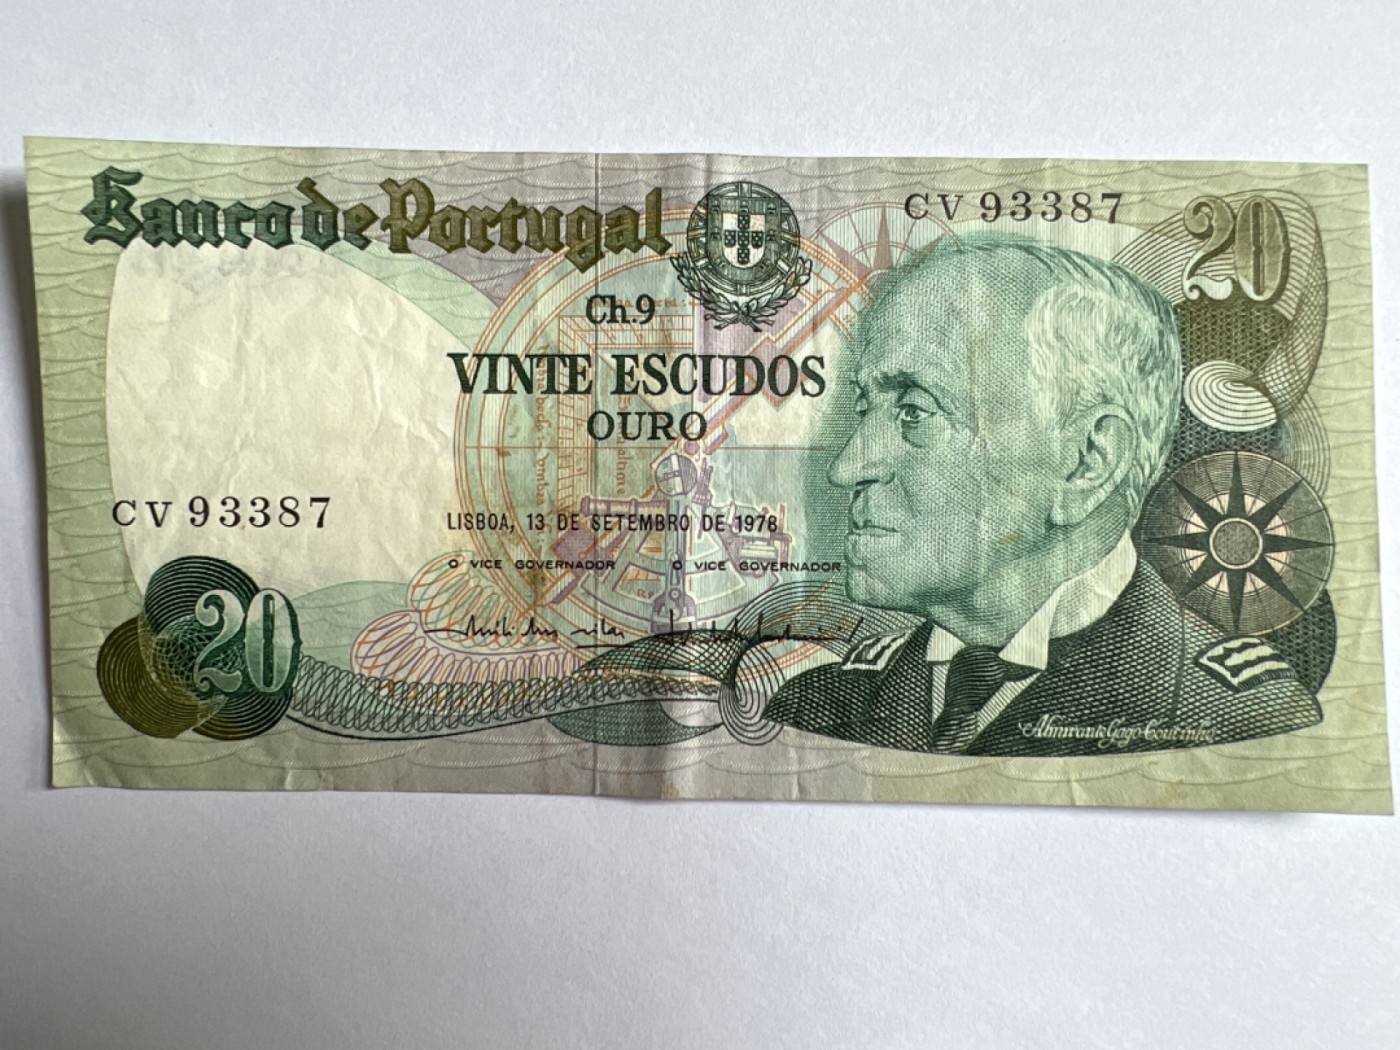 Banco de Portugal
CV 93387
20
Ch.9
VINTE ESCUDOS
OURO
CV 93387
LISBOA, 13 DE SETEMBRO DE 1978
O VICE GOVERNADOR
O VICE GOVERNADOR
20
Almirante Gago Coutinho